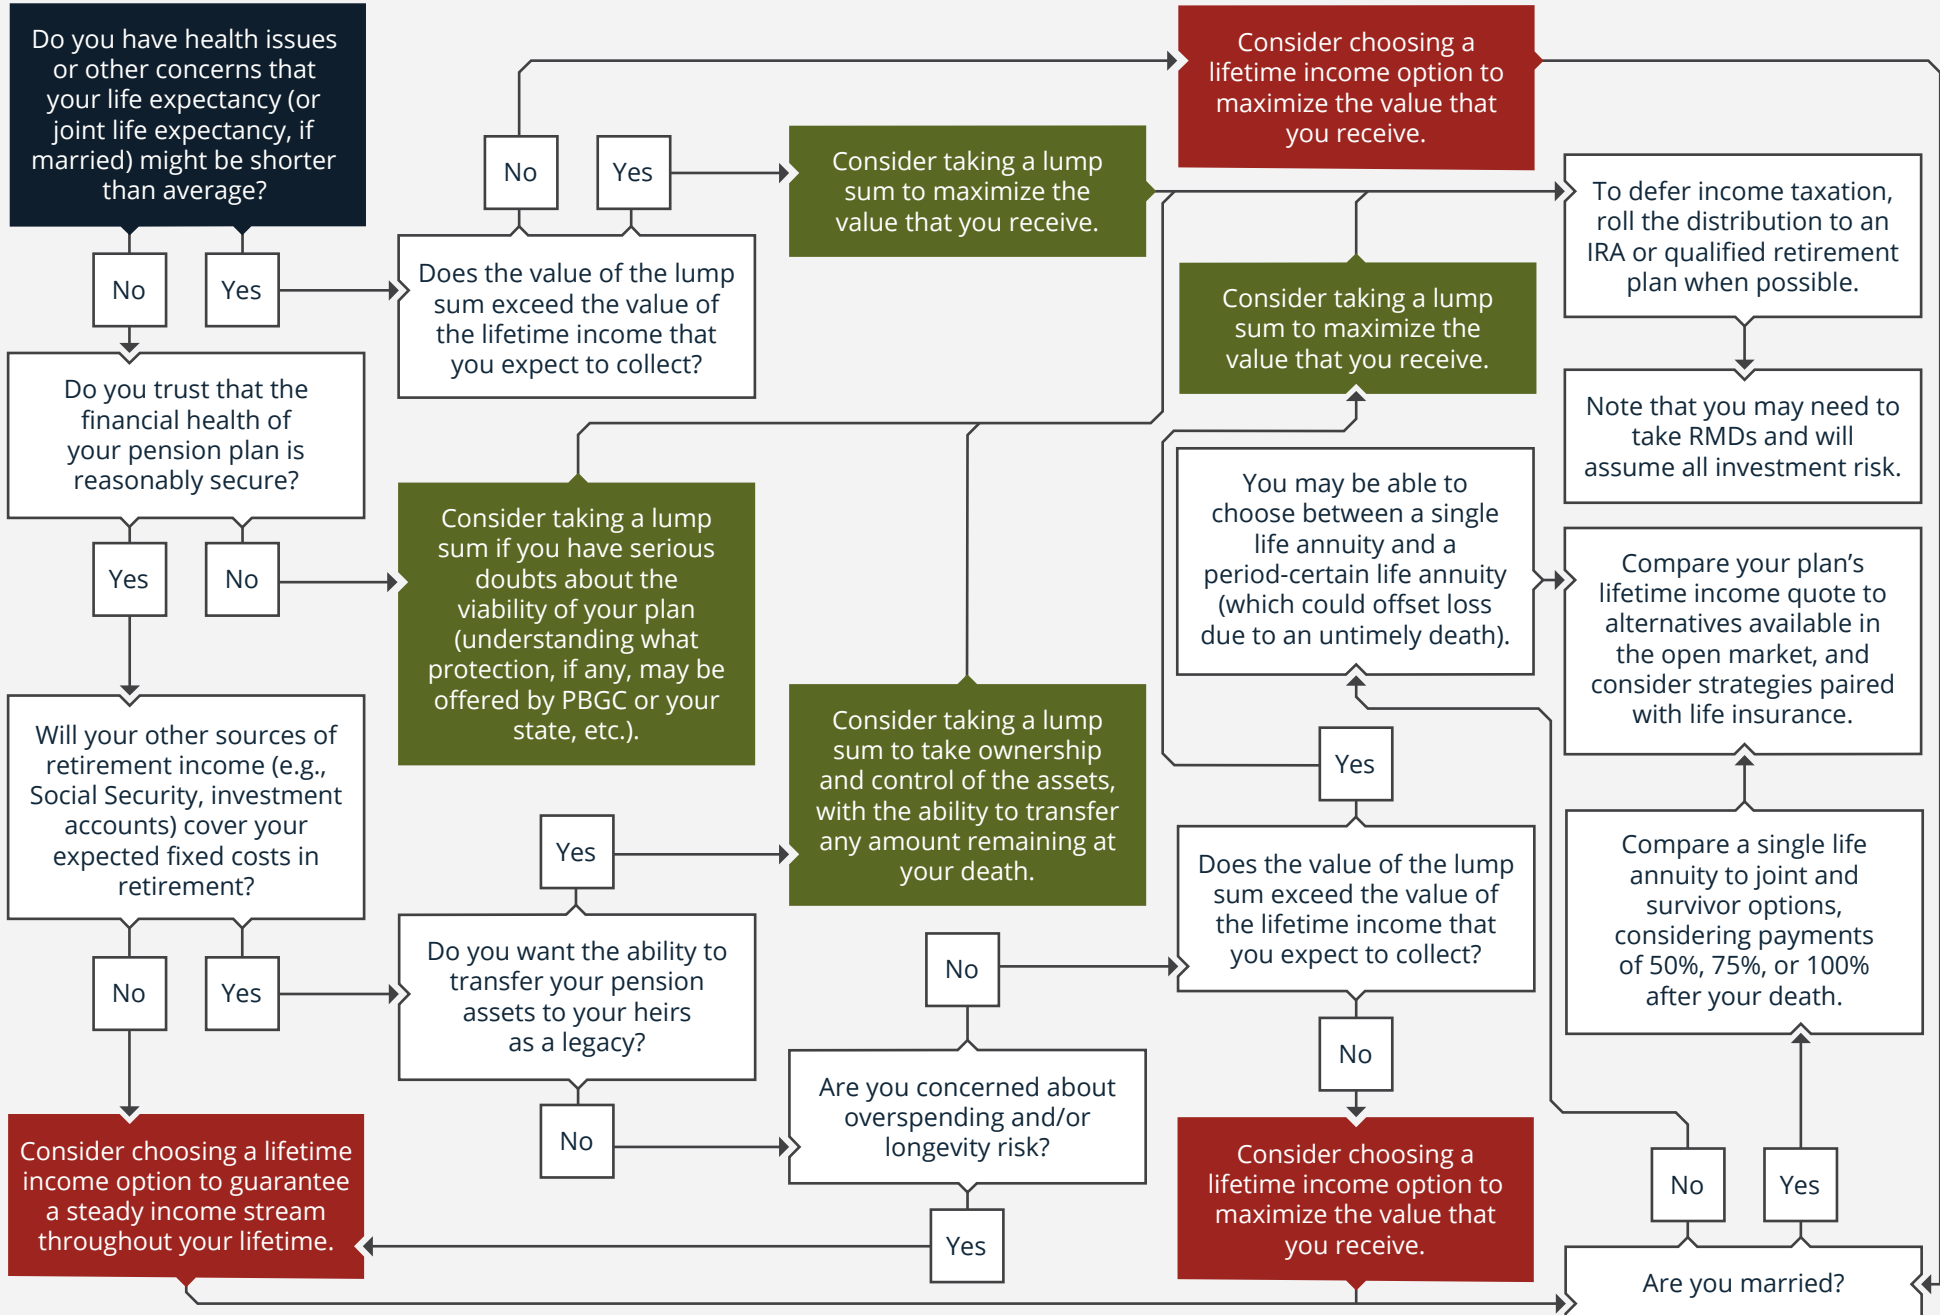 Do you have health issues
or other concerns that
your life expectancy (or
joint life expectancy, if
married) might be shorter
than average?
No
Yes
Does the value of the lump
sum exceed the value of
the lifetime income that
you expect to collect?
No
Yes
Consider taking a lump
sum to maximize the
value that you receive.
Consider choosing a
lifetime income option to
maximize the value that
you receive.
To defer income taxation,
roll the distribution to an
IRA or qualified retirement
plan when possible.
Note that you may need to
take RMDs and will
assume all investment risk.
Do you trust that the
financial health of
your pension plan is
reasonably secure?
Yes
No
Consider taking a lump
sum if you have serious
doubts about the
viability of your plan
(understanding what
protection, if any, may be
offered by PBGC or your
state, etc.).
Will your other sources of
retirement income (e.g.,
Social Security, investment
accounts) cover your
expected fixed costs in
retirement?
No
Yes
Do you want the ability to
transfer your pension
assets to your heirs
as a legacy?
Yes
No
Consider taking a lump
sum to take ownership
and control of the assets,
with the ability to transfer
any amount remaining at
your death.
Are you concerned about
overspending and/or
longevity risk?
No
Yes
Consider choosing a lifetime
income option to guarantee
a steady income stream
throughout your lifetime.
Does the value of the lump
sum exceed the value of
the lifetime income that
you expect to collect?
Yes
No
Consider taking a lump
sum to maximize the
value that you receive.
Consider choosing a
lifetime income option to
maximize the value that
you receive.
Are you married?
No
Yes
You may be able to
choose between a single
life annuity and a
period-certain life annuity
(which could offset loss
due to an untimely death).
Compare a single life
annuity to joint and
survivor options,
considering payments
of 50%, 75%, or 100%
after your death.
Compare your plan’s
lifetime income quote to
alternatives available in
the open market, and
consider strategies paired
with life insurance.